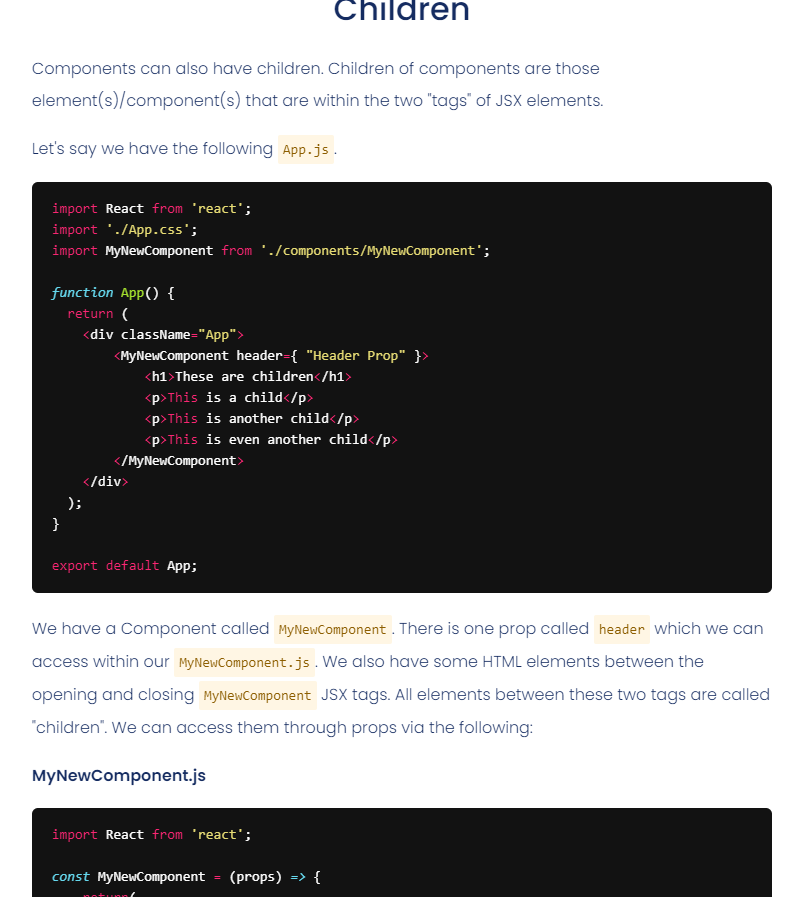 Children
Components can also have children. Children of components are those
element(s)/component(s) that are within the two "tags" of JSX elements.
Let's say we have the following App.js.
import React from 'react';
import './App.css';
import MyNewComponent from './components/MyNewComponent';
function App() {
  return (
    <div className="App">
        <MyNewComponent header={ "Header Prop" }>
            <h1>These are children</h1>
            <p>This is a child</p>
            <p>This is another child</p>
            <p>This is even another child</p>
        </MyNewComponent>
    </div>
  );
}
export default App;
We have a Component called MyNewComponent. There is one prop called header which we can
access within our MyNewComponent.js. We also have some HTML elements between the
opening and closing MyNewComponent JSX tags. All elements between these two tags are called
"children". We can access them through props via the following:
MyNewComponent.js
import React from 'react';
const MyNewComponent = (props) => {
    return(